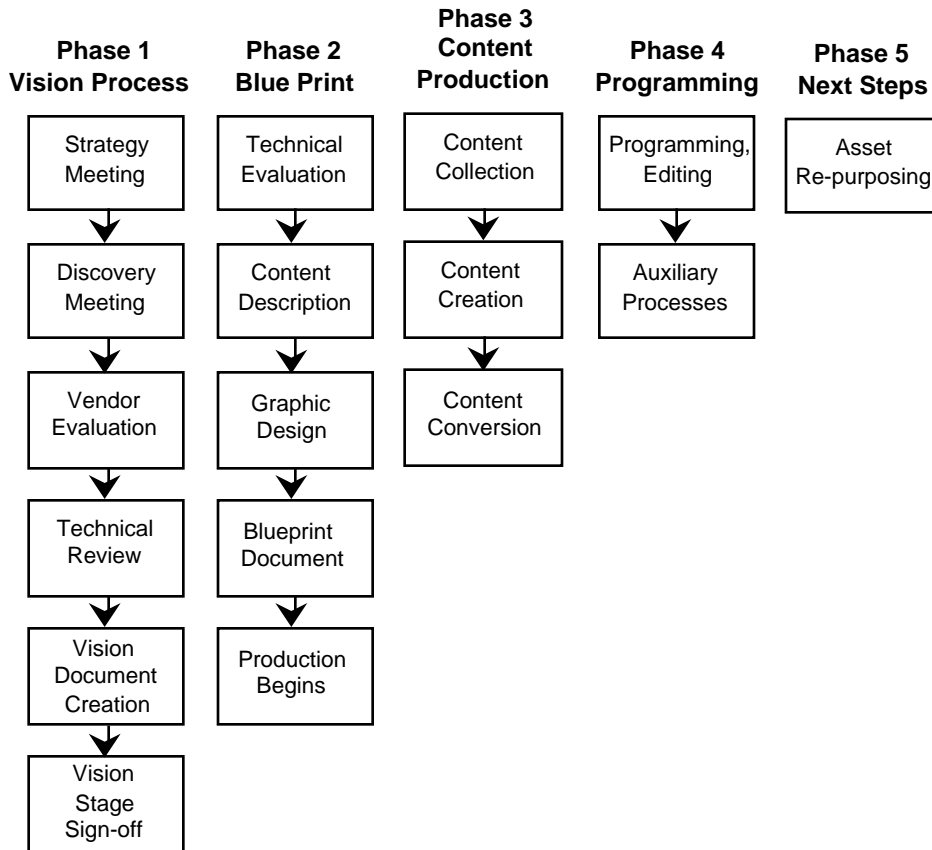 Phase 1
Vision Process
Strategy
Meeting
Discovery
Meeting
Vendor
Evaluation
Technical
Review
Vision
Document
Creation
Vision
Stage
Sign-off
Phase 2
Blue Print
Technical
Evaluation
Content
Description
Graphic
Design
Blueprint
Document
Production
Begins
Phase 3
Content
Production
Content
Collection
Content
Creation
Content
Conversion
Phase 4
Programming
Programming,
Editing
Auxiliary
Processes
Phase 5
Next Steps
Asset
Re-purposing